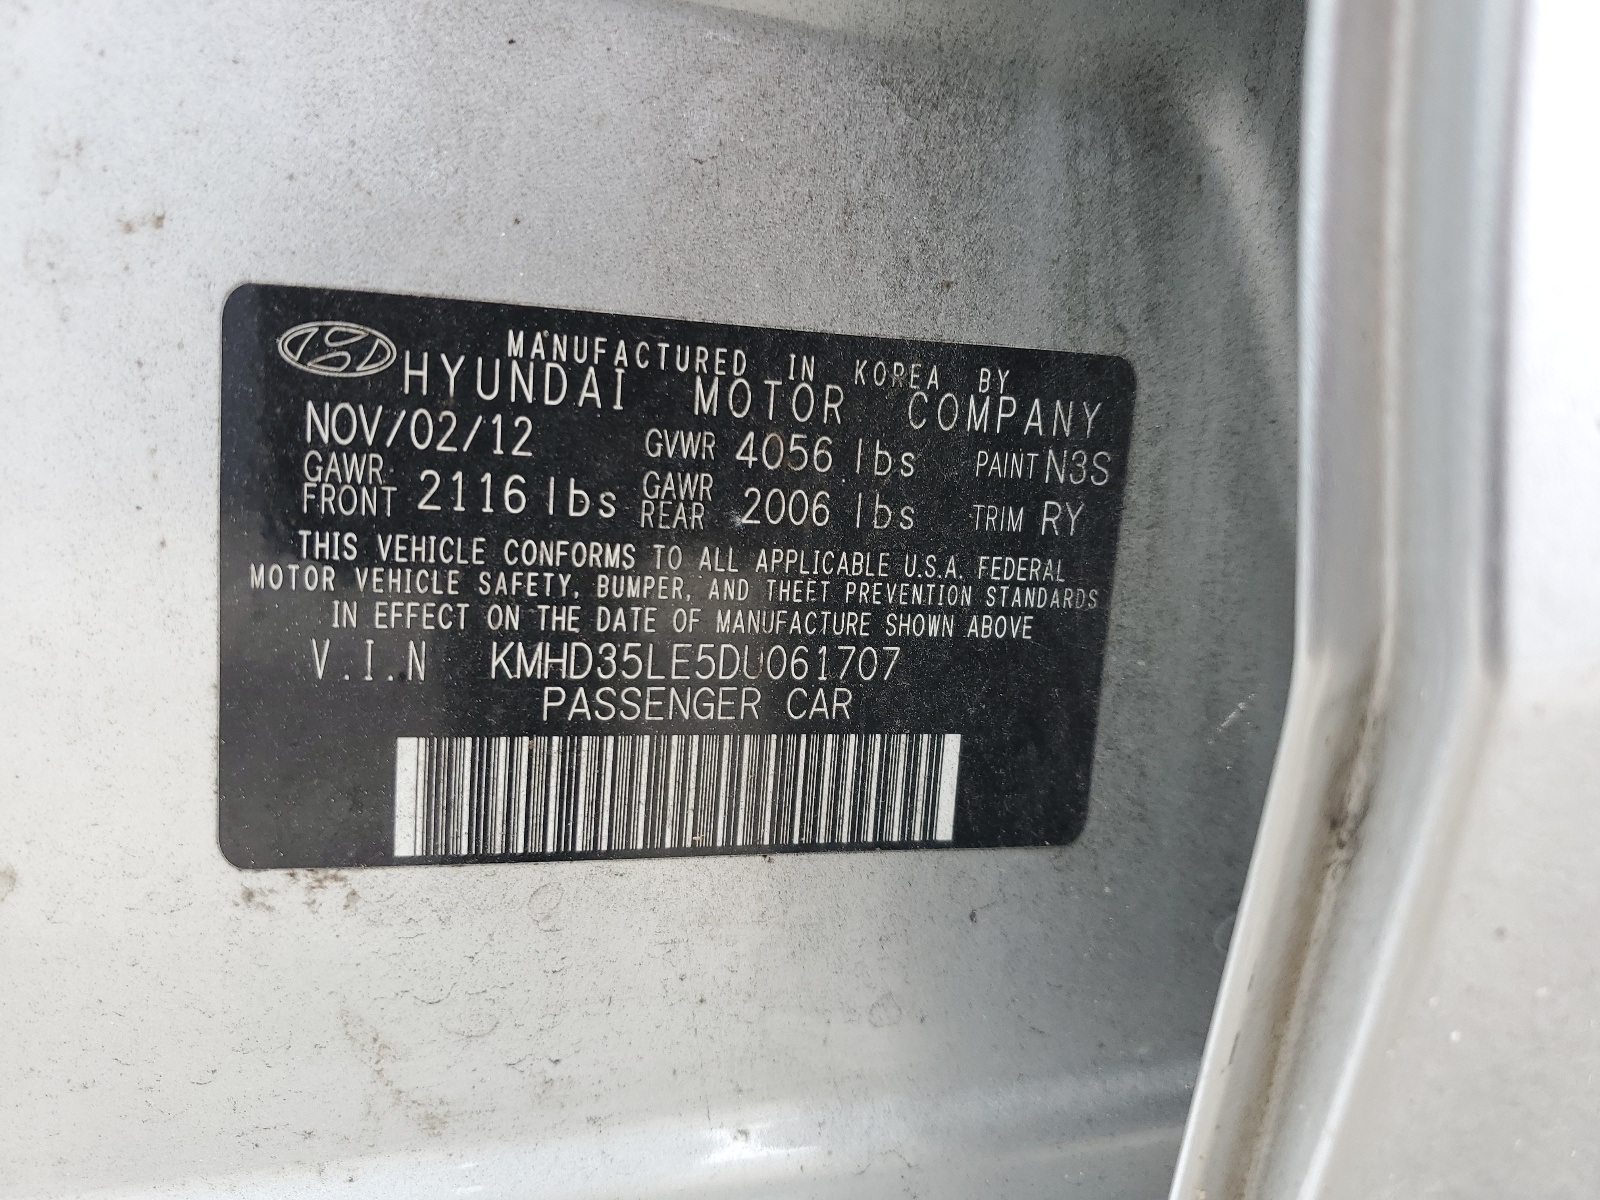 MANUFACTURED IN KOREA BY
HYUNDAI MOTOR COMPANY
NOV/02/12 GVWR 4056 lbs PAINT N3S
GAWR FRONT 2116 lbs GAWR REAR 2006 lbs TRIM RY
THIS VEHICLE CONFORMS TO ALL APPLICABLE U.S.A. FEDERAL
MOTOR VEHICLE SAFETY, BUMPER, AND THEFT PREVENTION STANDARDS
IN EFFECT ON THE DATE OF MANUFACTURE SHOWN ABOVE
V.I.N KMHD35LE5DU061707
PASSENGER CAR